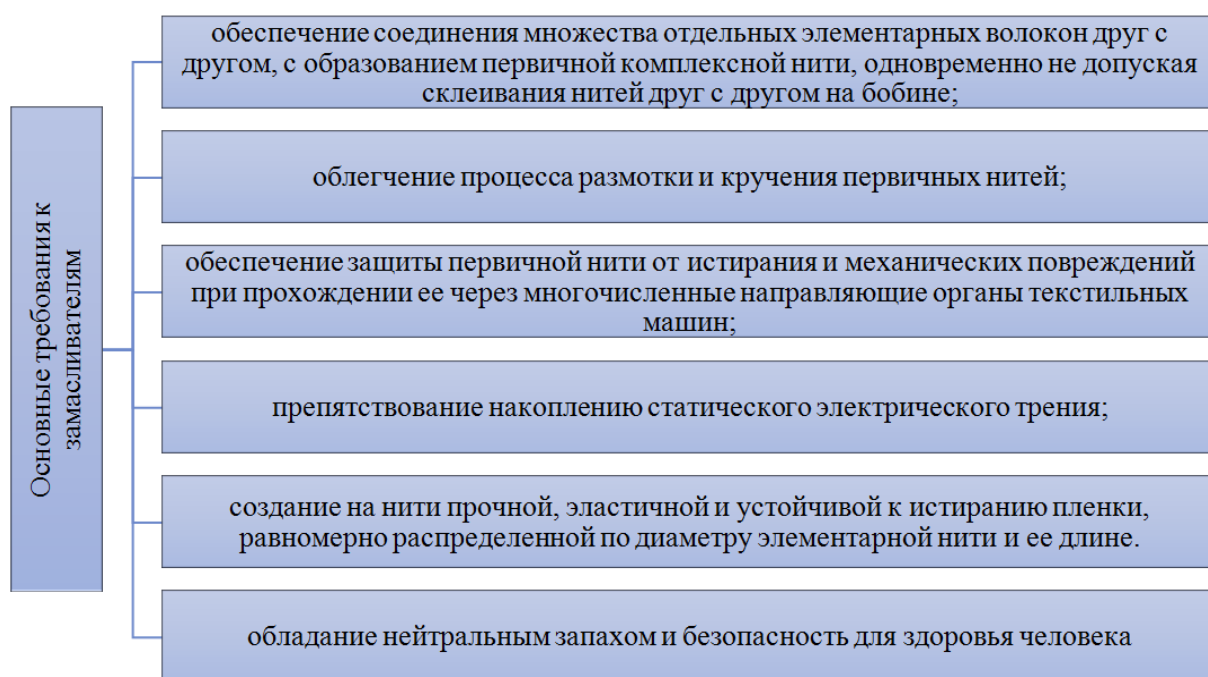 Основные требования к
замасливателям
обеспечение соединения множества отдельных элементарных волокон друг с
другом, с образованием первичной комплексной нити, одновременно не допуская
склеивания нитей друг с другом на бобине;
облегчение процесса размотки и кручения первичных нитей;
обеспечение защиты первичной нити от истирания и механических повреждений
при прохождении ее через многочисленные направляющие органы текстильных
машин;
препятствование накоплению статического электрического трения;
создание на нити прочной, эластичной и устойчивой к истиранию пленки,
равномерно распределенной по диаметру элементарной нити и ее длине.
обладание нейтральным запахом и безопасность для здоровья человека